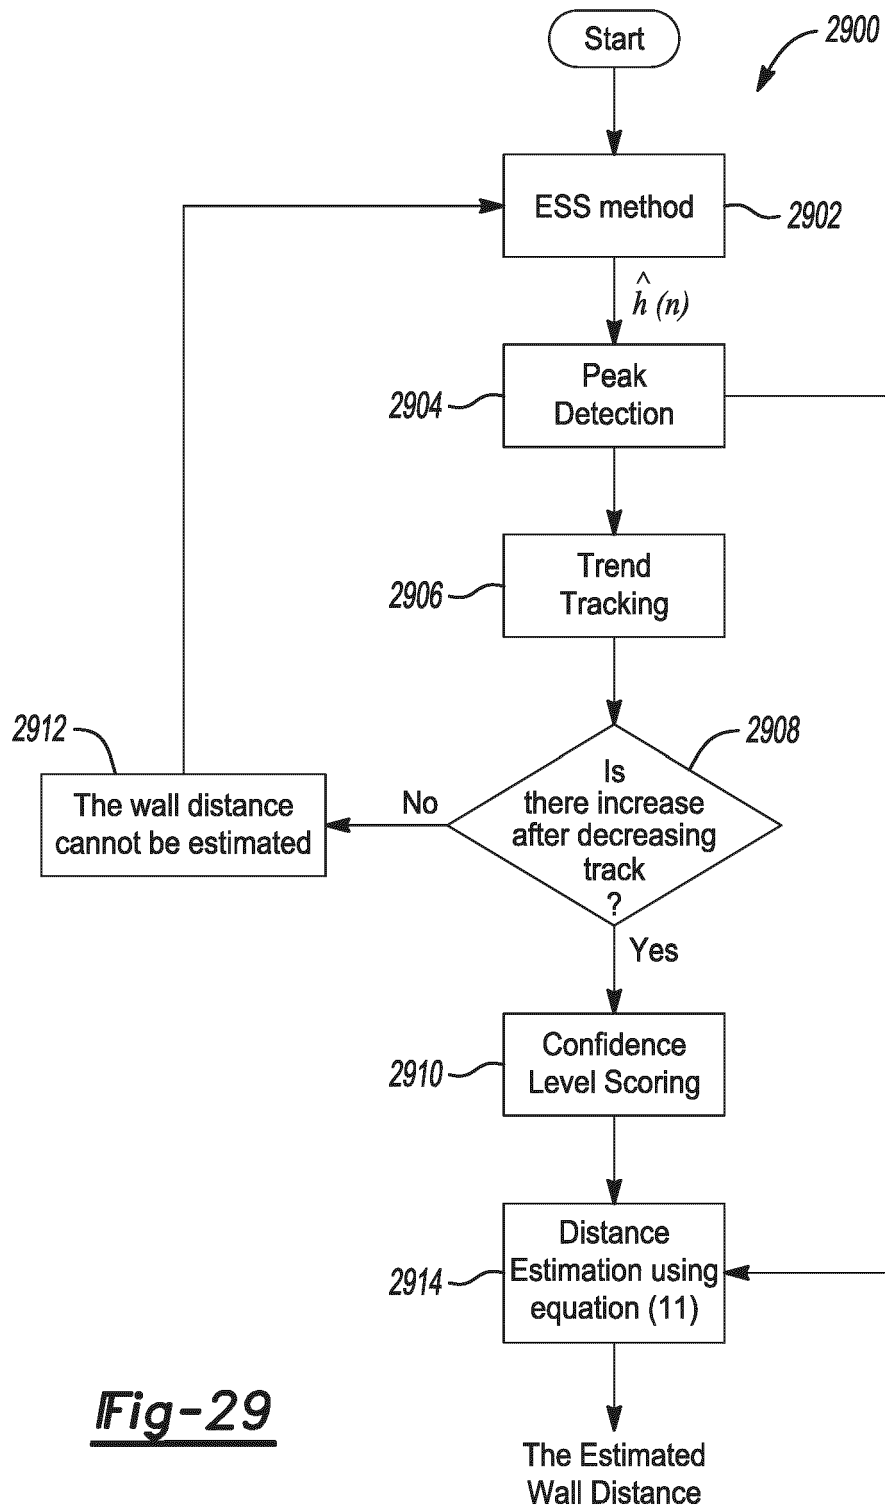 Start
2900
ESS method
2902
ĥ (n)
Peak
Detection
2904
Trend
Tracking
2906
2908
Is
there increase
after decreasing
track
?
No
2912
The wall distance
cannot be estimated
Yes
Confidence
Level Scoring
2910
Distance
Estimation using
equation (11)
2914
Fig-29
The Estimated
Wall Distance